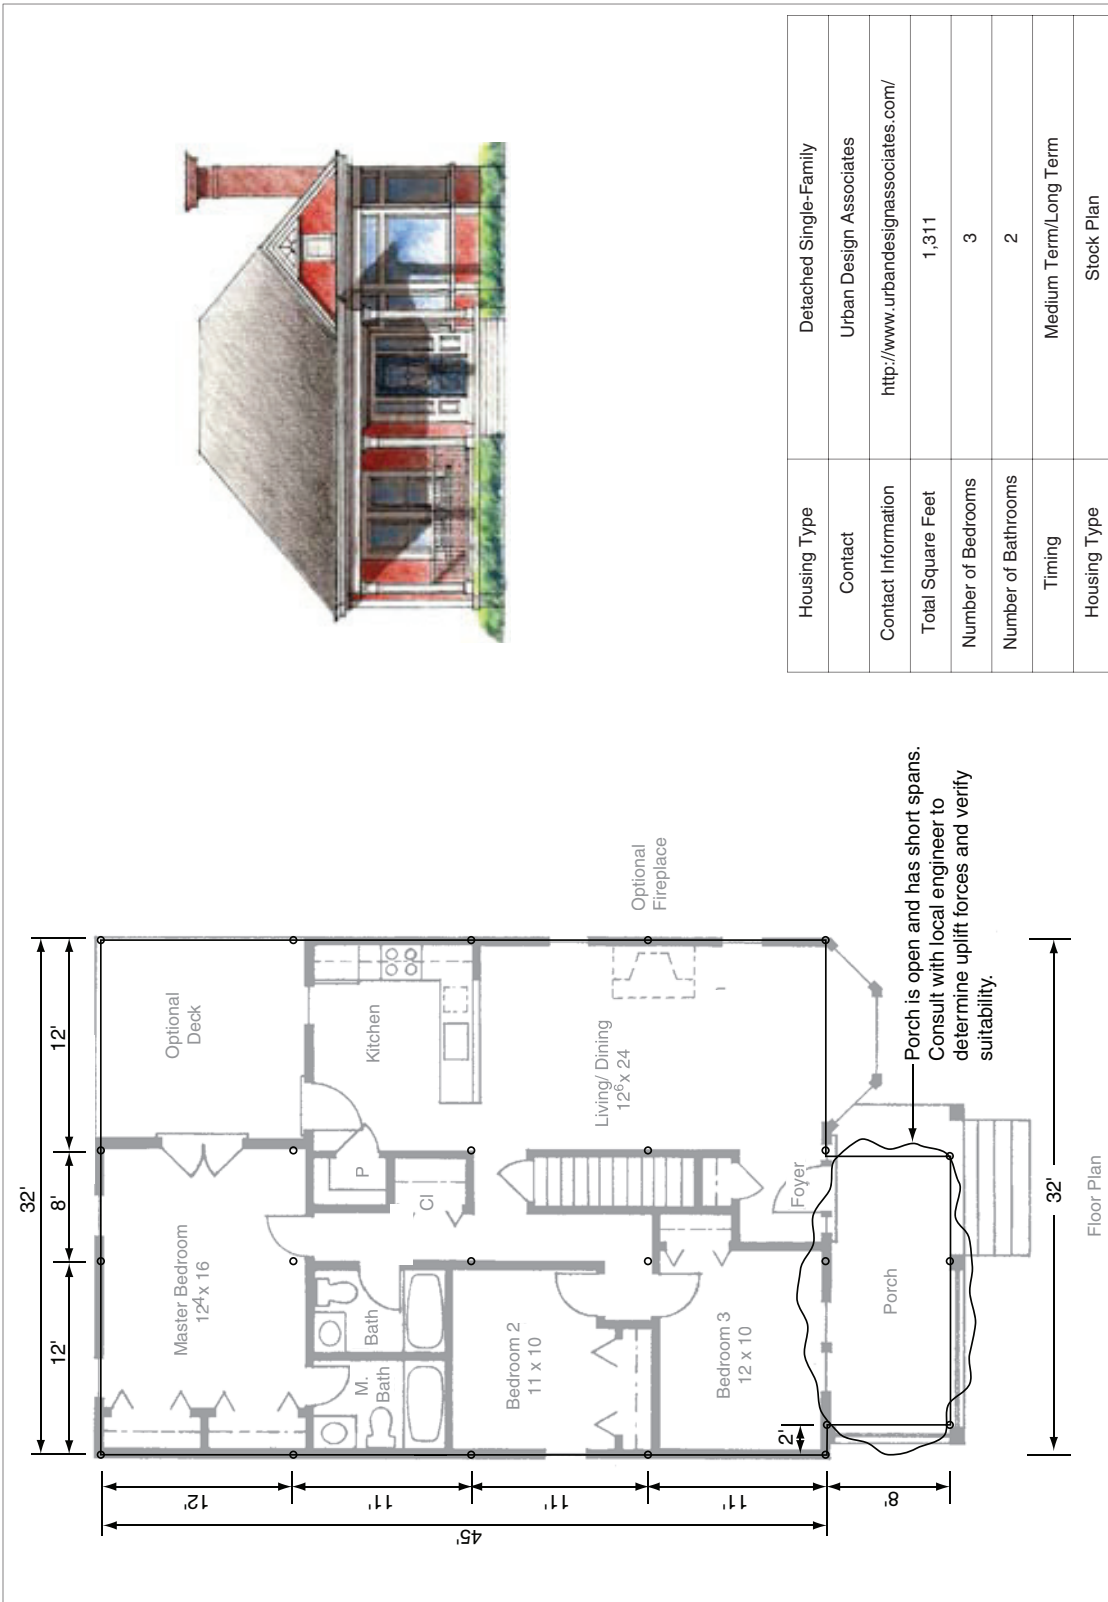 32'
12'
8'
12'
45'
12'
11'
11'
11'
8'
2'
Master Bedroom
12⁴x 16
Optional
Deck
M.
Bath
Bath
P
Cl
Kitchen
Bedroom 2
11 x 10
Living/ Dining
12⁶x 24
Optional
Fireplace
Bedroom 3
12 x 10
Foyer
Porch
Porch is open and has short spans.
Consult with local engineer to
determine uplift forces and verify
suitability.
32'
Floor Plan
Housing Type Detached Single-Family
Contact Urban Design Associates
Contact Information http://www.urbandesignassociates.com/
Total Square Feet 1,311
Number of Bedrooms 3
Number of Bathrooms 2
Timing Medium Term/Long Term
Housing Type Stock Plan